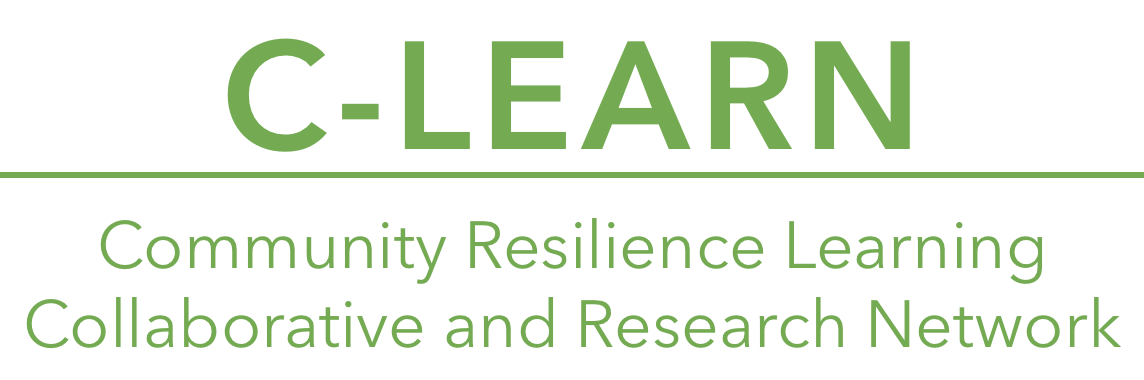 C-LEARN
Community Resilience Learning
Collaborative and Research Network